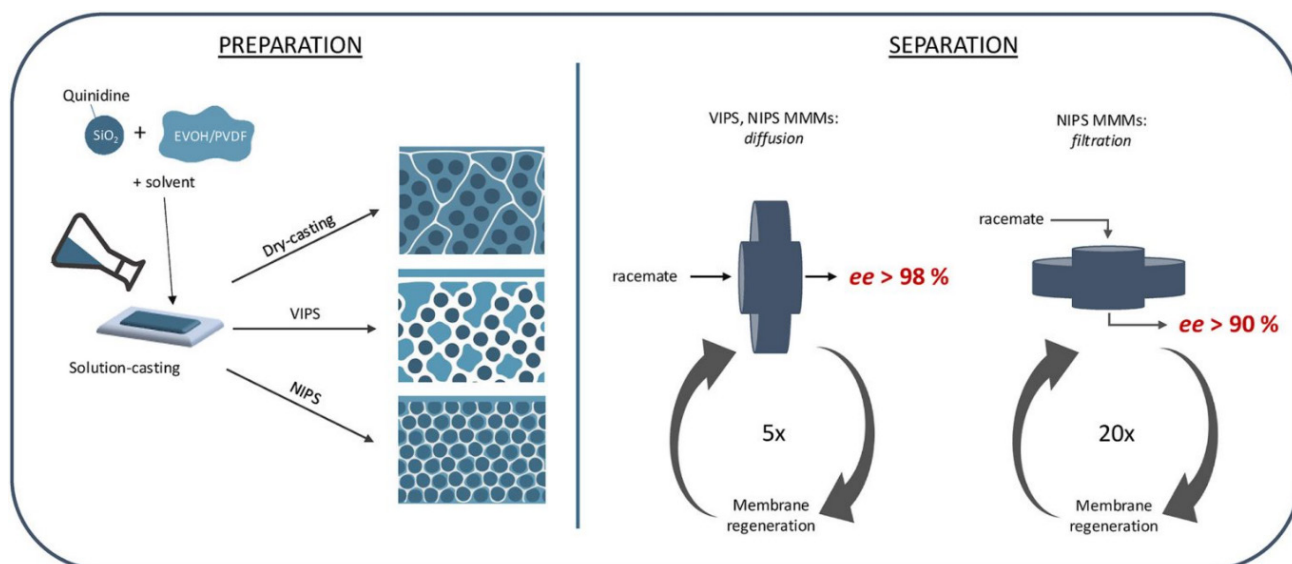 PREPARATION
Quinidine
SiO₂
+
EVOH/PVDF
+ solvent
Solution-casting
Dry-casting
VIPS
NIPS
SEPARATION
VIPS, NIPS MMMs:
diffusion
racemate
ee > 98 %
5x
Membrane
regeneration
NIPS MMMs:
filtration
racemate
ee > 90 %
20x
Membrane
regeneration